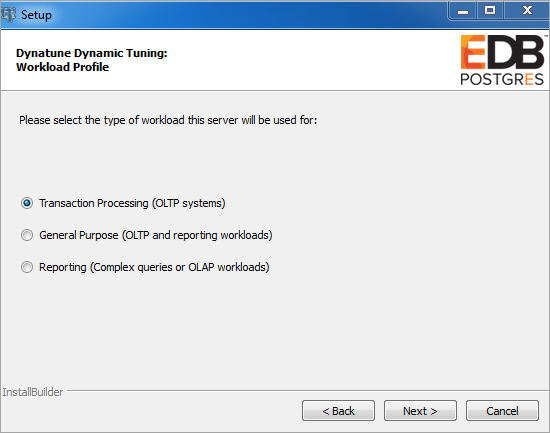 Setup
Dynatune Dynamic Tuning:
Workload Profile
EDB™
POSTGRES
Please select the type of workload this server will be used for:
Transaction Processing (OLTP systems)
General Purpose (OLTP and reporting workloads)
Reporting (Complex queries or OLAP workloads)
InstallBuilder
< Back
Next >
Cancel